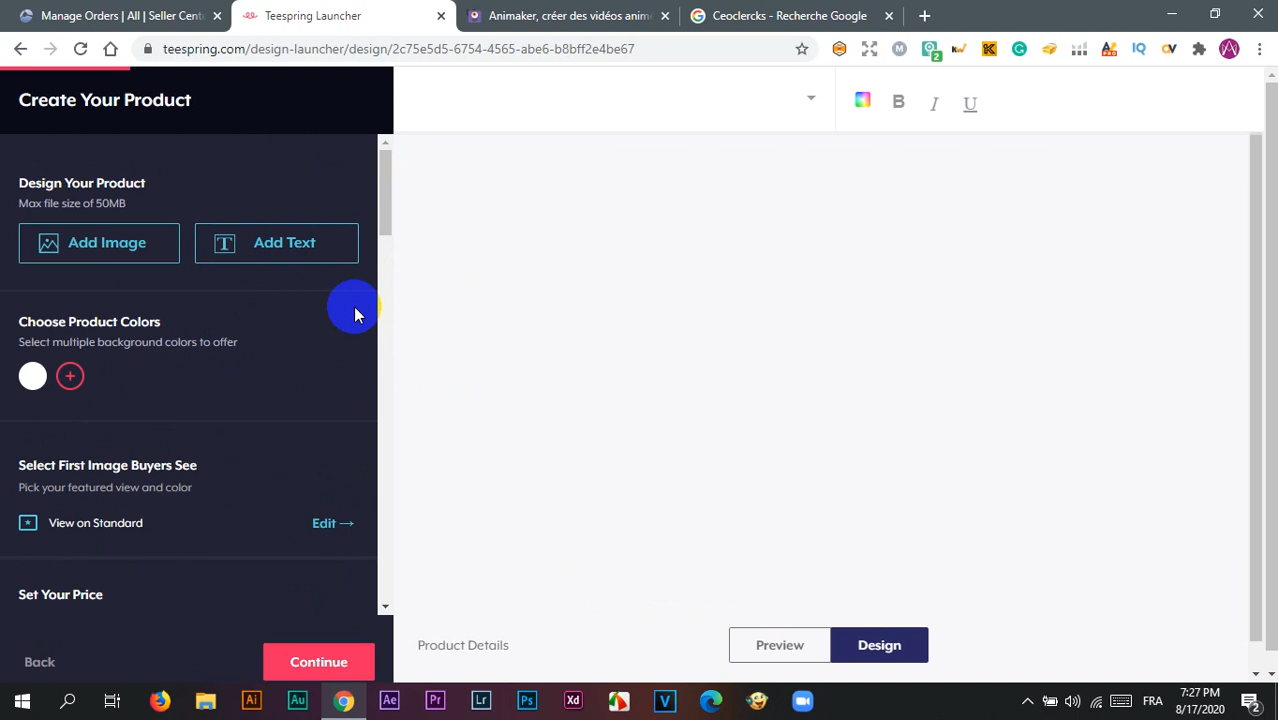 Manage Orders | All | Seller Cent
Teespring Launcher
Animaker, créer des vidéos anim
Ceoclercks - Recherche Google
teespring.com/design-launcher/design/2c75e5d5-6754-4565-abe6-b8bff2e4be67
Create Your Product
B I U
Design Your Product
Max file size of 50MB
Add Image
T Add Text
Choose Product Colors
Select multiple background colors to offer
Select First Image Buyers See
Pick your featured view and color
View on Standard
Edit →
Set Your Price
Back
Continue
Product Details
Preview
Design
FRA
7:27 PM
8/17/2020